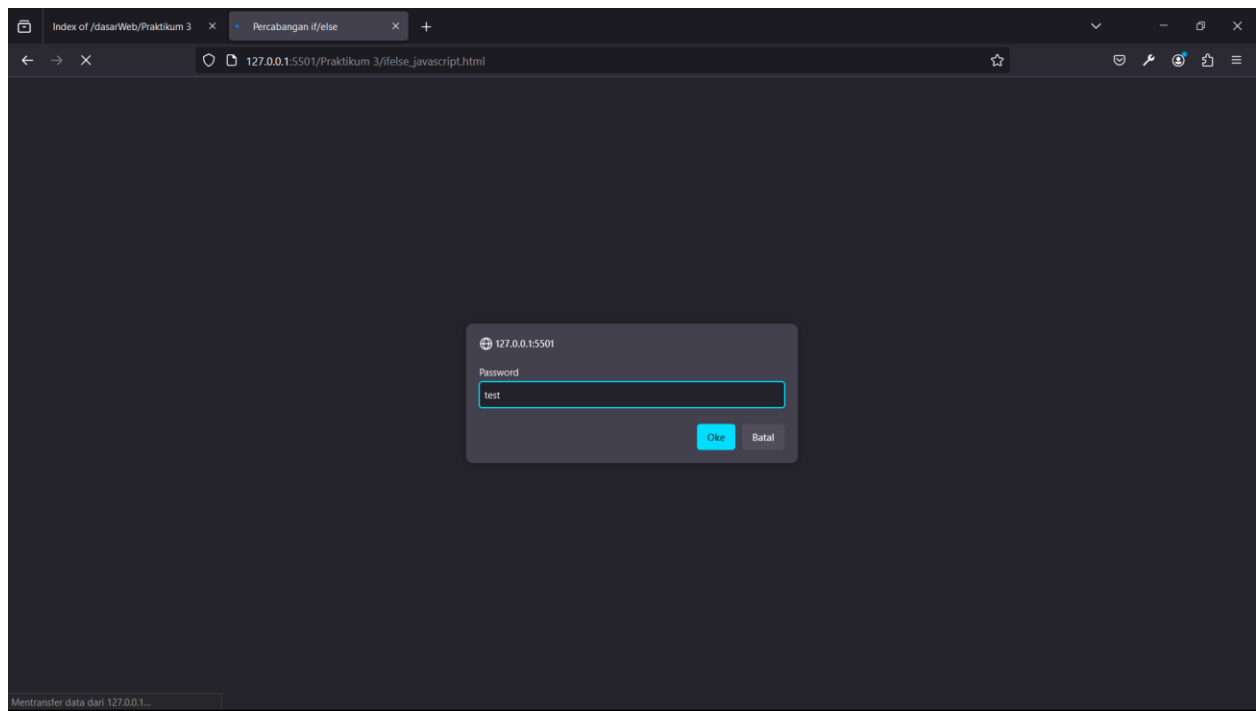 Index of /dasarWeb/Praktikum 3
Percabangan if/else
127.0.0.1:5501/Praktikum 3/ifelse_javascript.html
127.0.0.1:5501
Password
test
Oke
Batal
Mentransfer data dari 127.0.0.1...